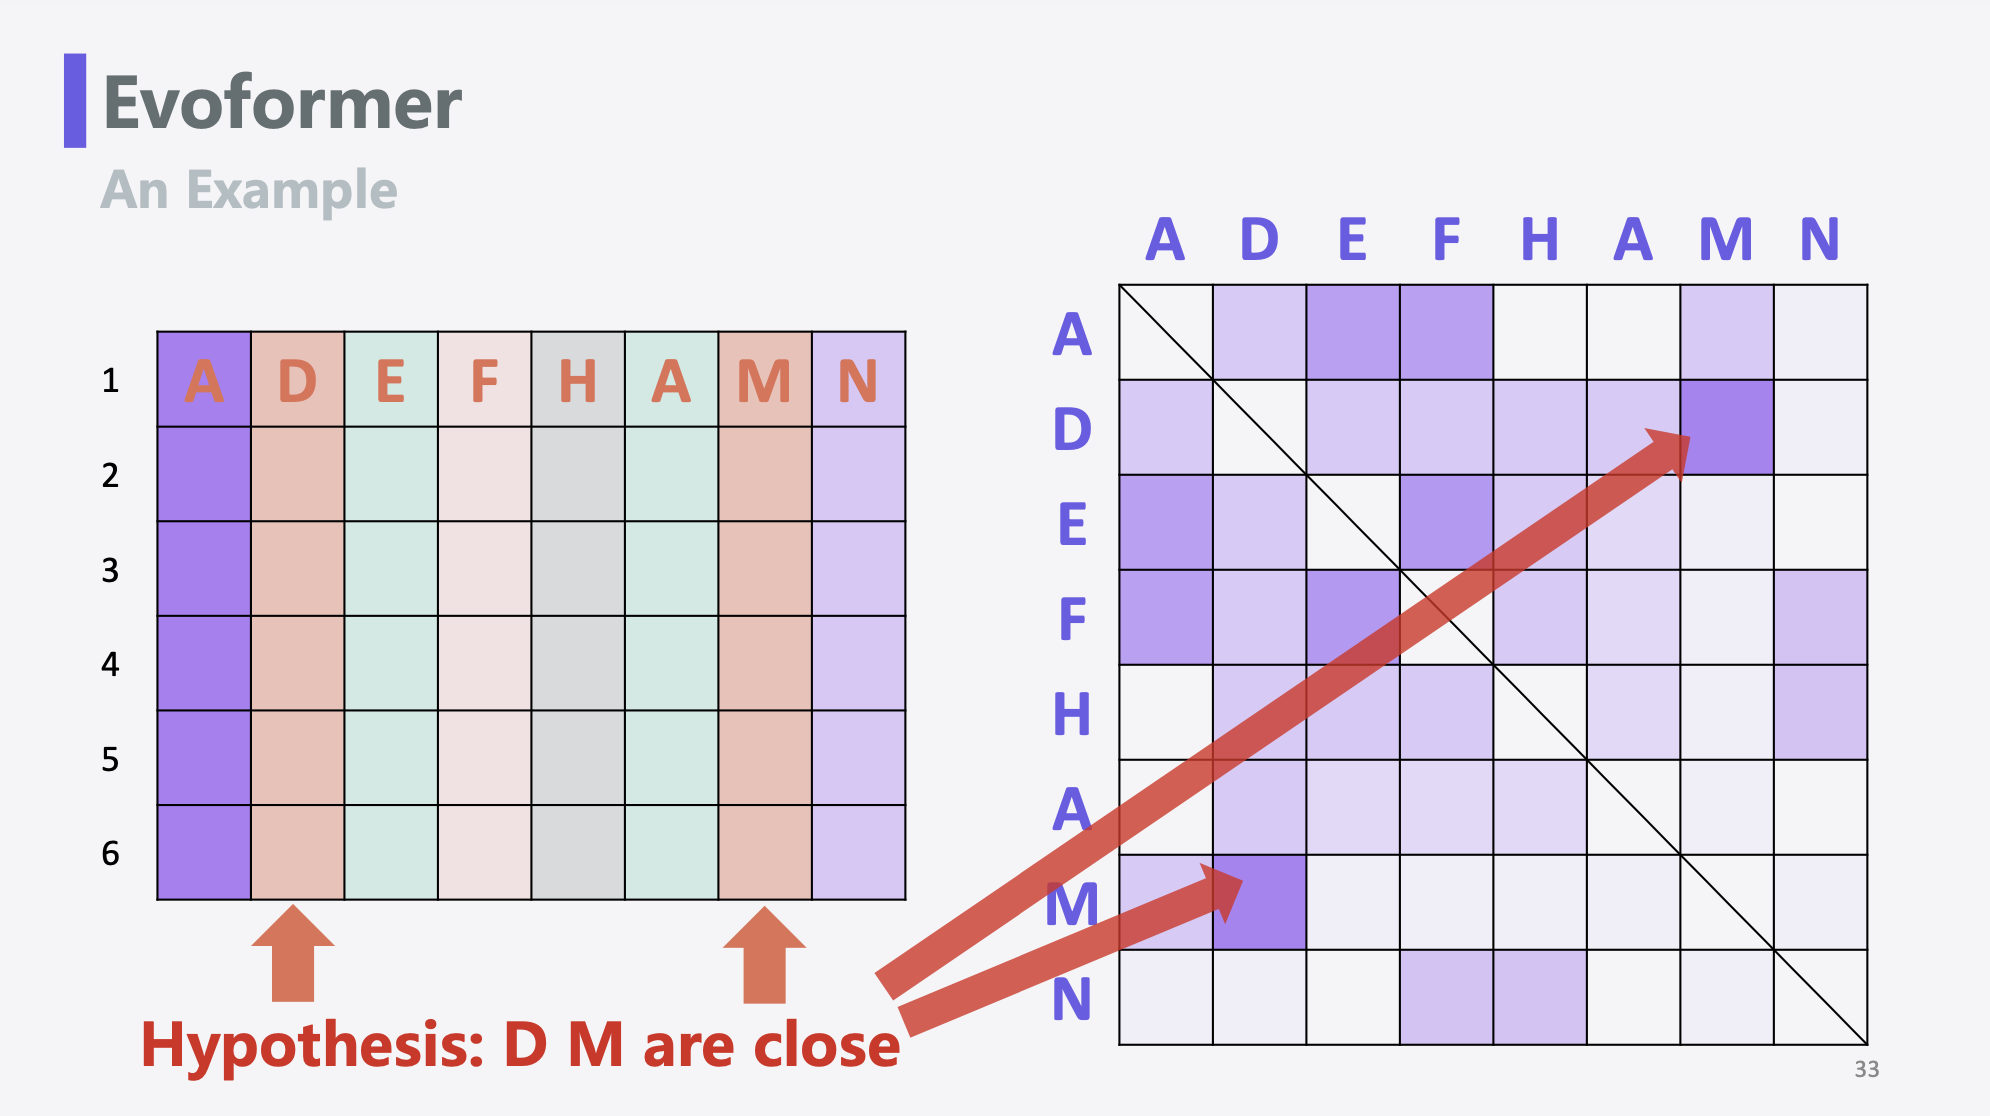 Evoformer
An Example
A D E F H A M N
1 A D E F H A M N
2
3
4
5
6
A
D
E
F
H
A
M
N
Hypothesis: D M are close
33